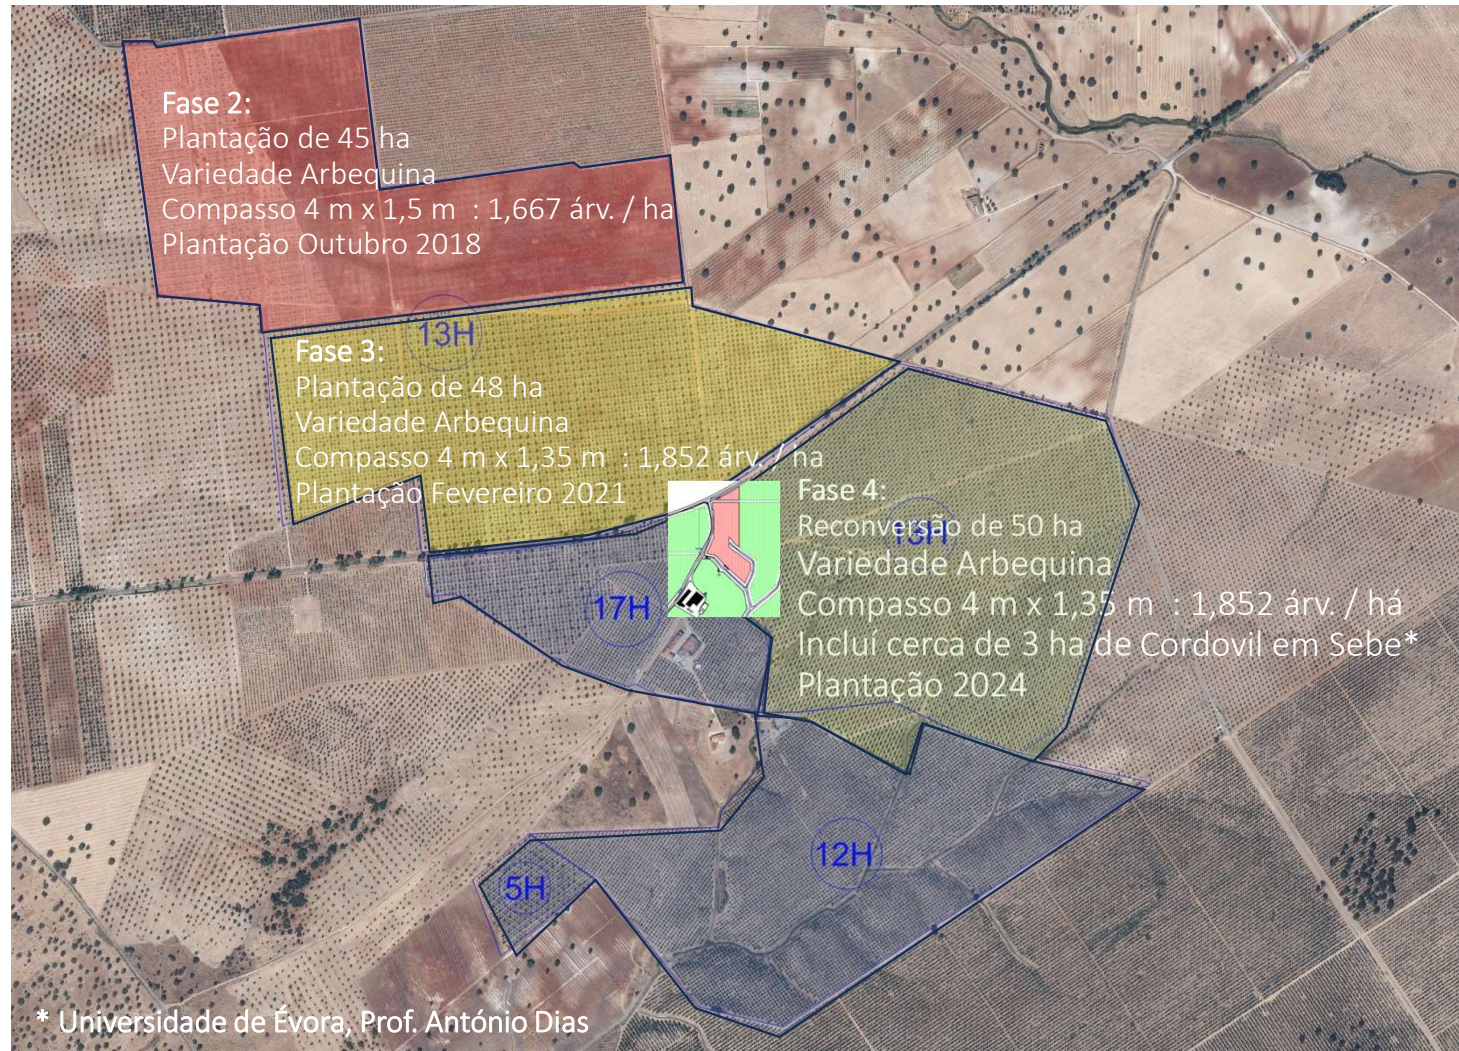 Fase 2:
Plantação de 45 ha
Variedade Arbequina
Compasso 4 m x 1,5 m : 1,667 árv. / ha
Plantação Outubro 2018
13H
Fase 3:
Plantação de 48 ha
Variedade Arbequina
Compasso 4 m x 1,35 m : 1,852 árv. / ha
Plantação Fevereiro 2021
Fase 4:
Reconversão de 50 ha
13H
Variedade Arbequina
Compasso 4 m x 1,35 m : 1,852 árv. / há
Incluí cerca de 3 ha de Cordovil em Sebe*
Plantação 2024
17H
12H
5H
* Universidade de Évora, Prof. António Dias